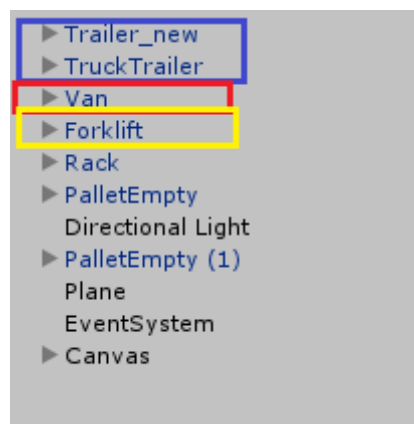 Trailer_new
TruckTrailer
Van
Forklift
Rack
PalletEmpty
Directional Light
PalletEmpty (1)
Plane
EventSystem
Canvas